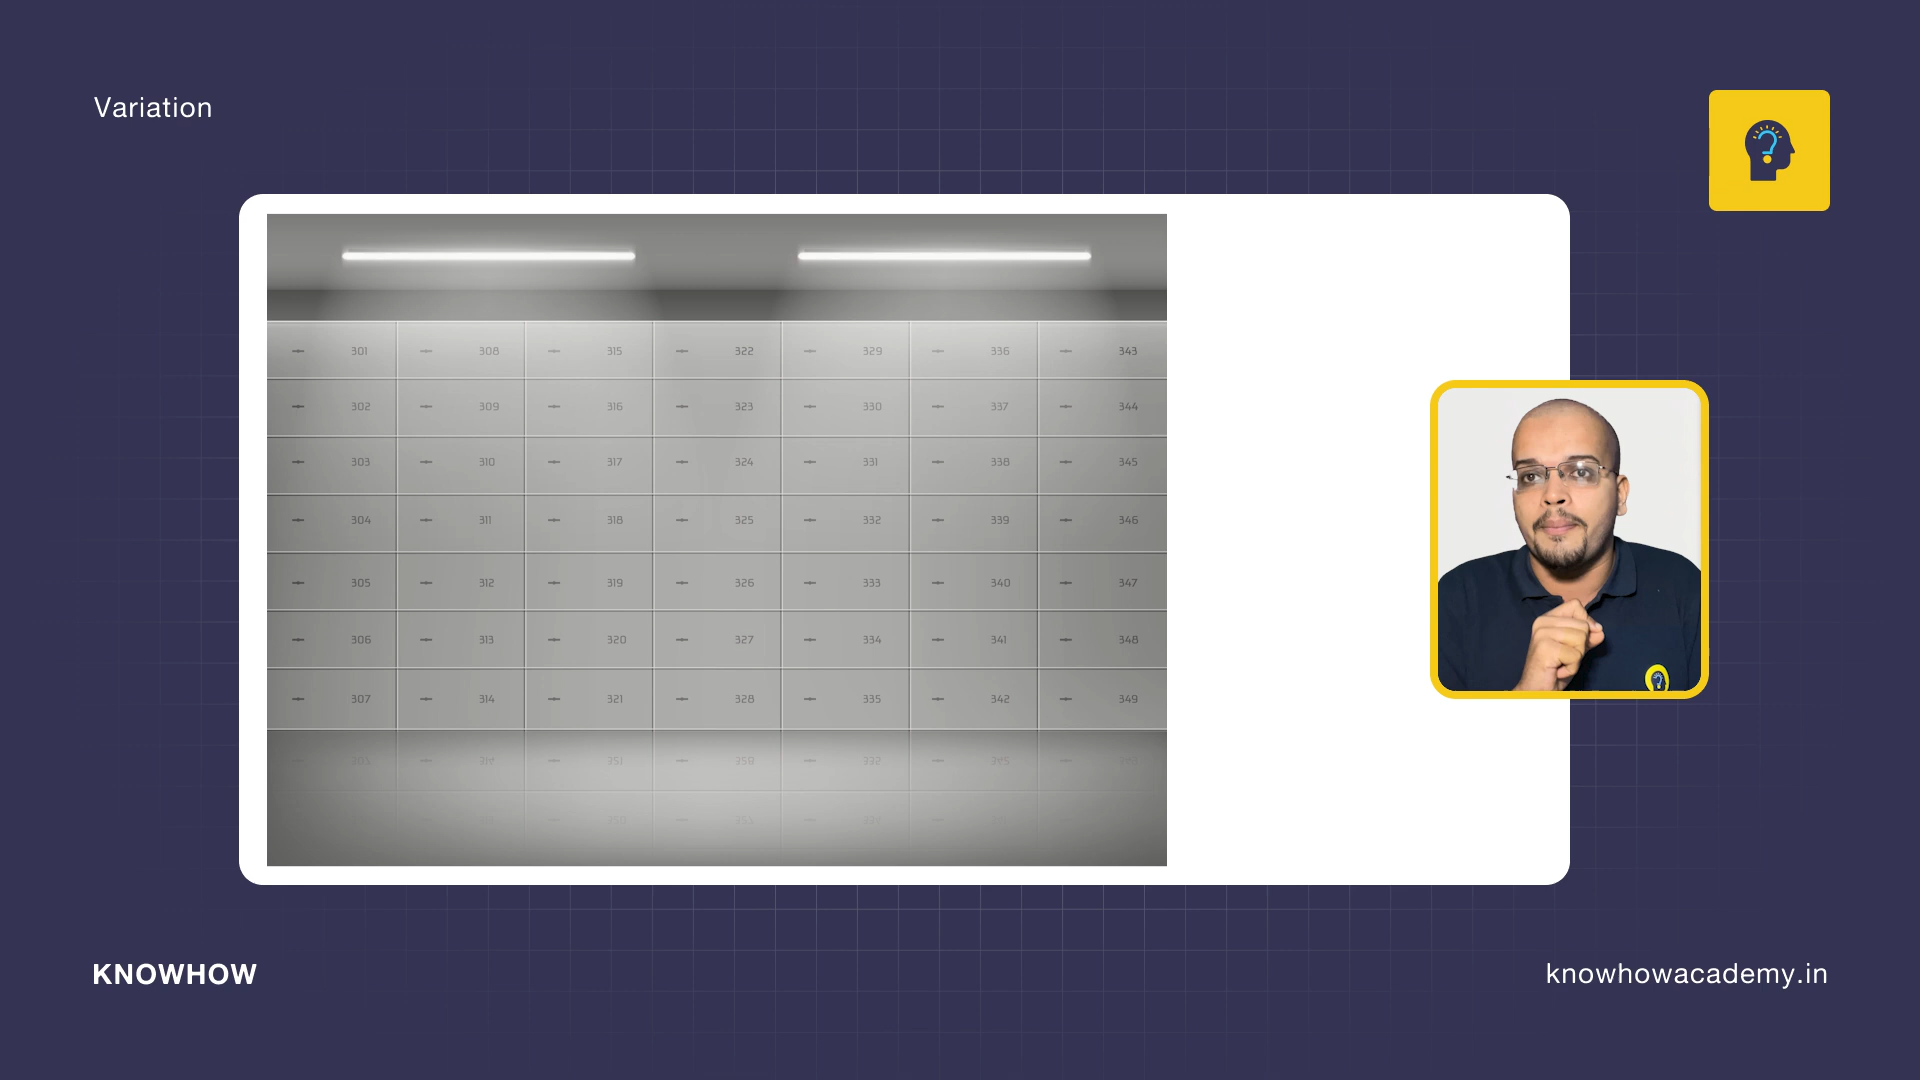 Variation
301 308 315 322 329 336 343
302 309 316 323 330 337 344
303 310 317 324 331 338 345
304 311 318 325 332 339 346
305 312 319 326 333 340 347
306 313 320 327 334 341 348
307 314 321 328 335 342 349
KNOWHOW
knowhowacademy.in